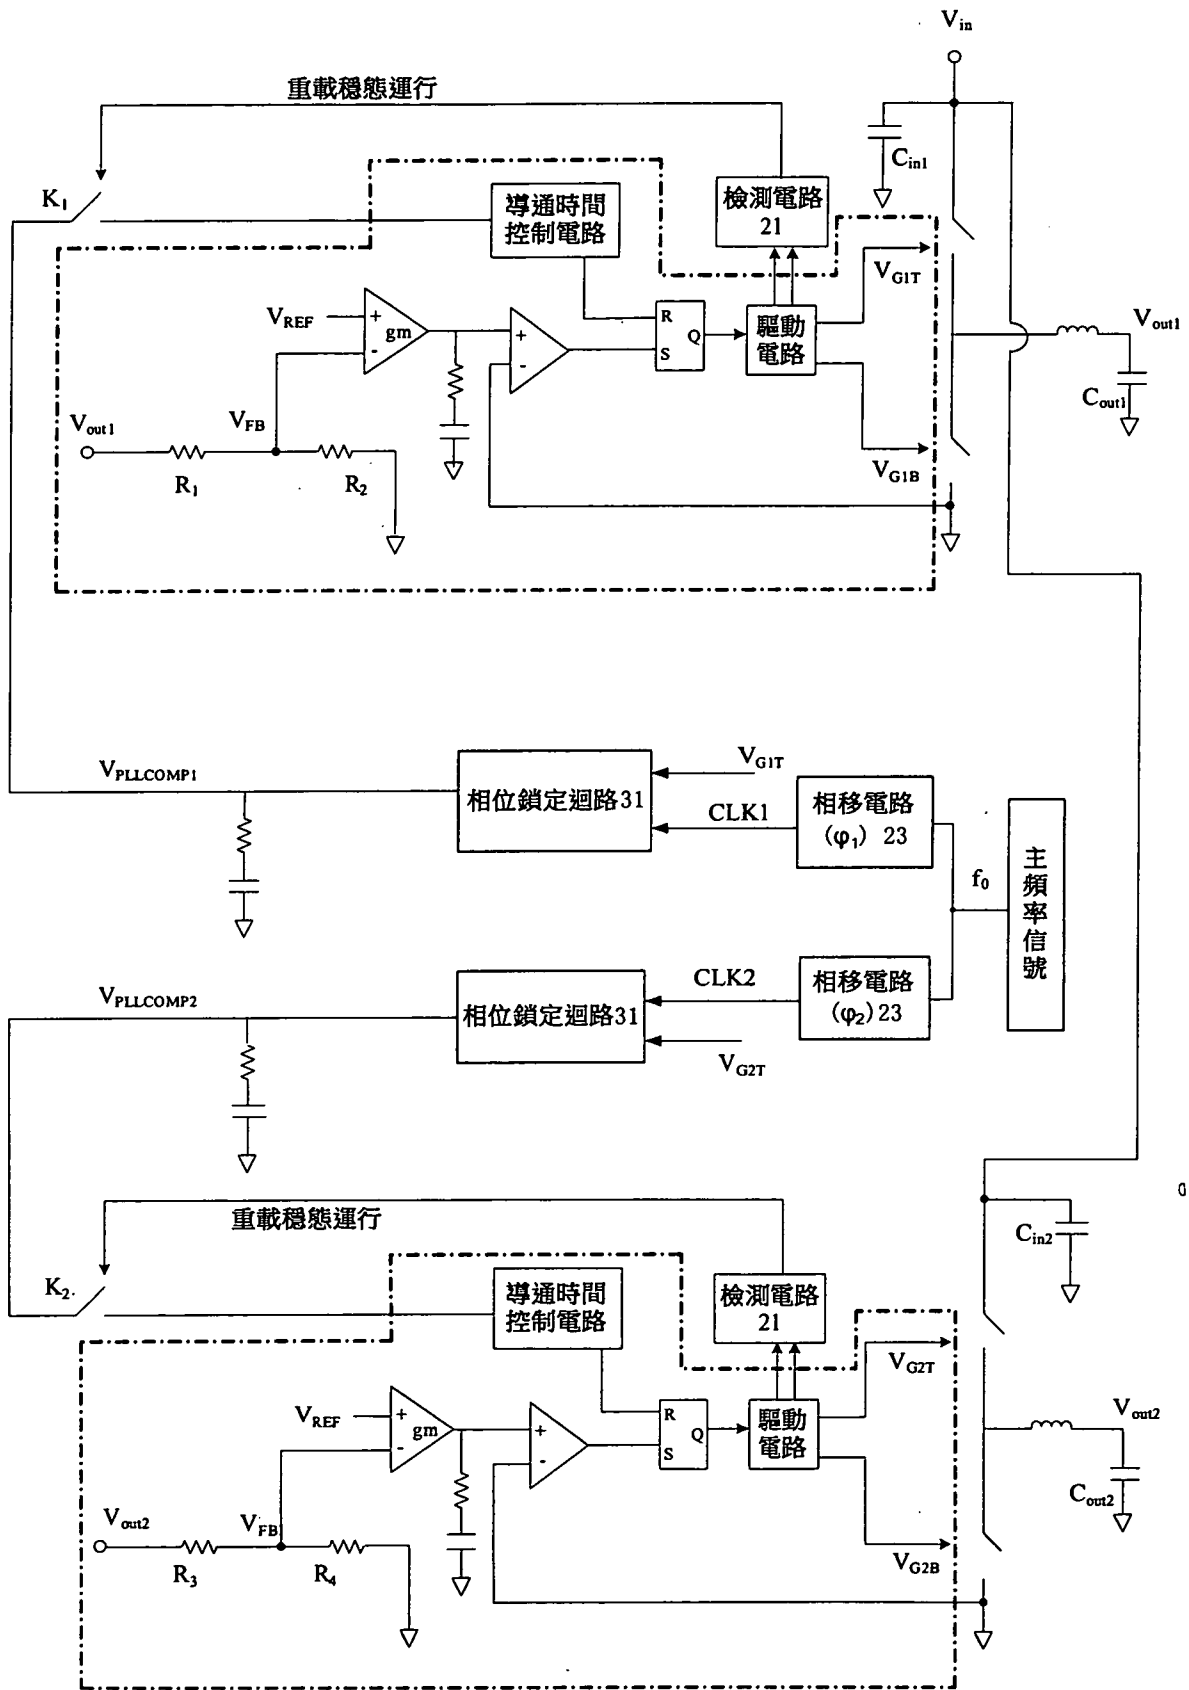 V_in
重載穩態運行
C_in1
K_1
導通時間
控制電路
檢測電路
21
V_G1T
V_REF
+
gm
-
+
-
R
S
Q
驅動
電路
V_out1
C_out1
V_out1
V_FB
R_1
R_2
V_G1B
V_PLLCOMP1
相位鎖定迴路31
V_G1T
CLK1
相移電路
(φ_1) 23
f_0
主
頻
率
信
號
V_PLLCOMP2
相位鎖定迴路31
CLK2
V_G2T
相移電路
(φ_2) 23
重載穩態運行
C_in2
K_2
導通時間
控制電路
檢測電路
21
V_G2T
V_REF
+
gm
-
+
-
R
S
Q
驅動
電路
V_out2
C_out2
V_out2
V_FB
R_3
R_4
V_G2B